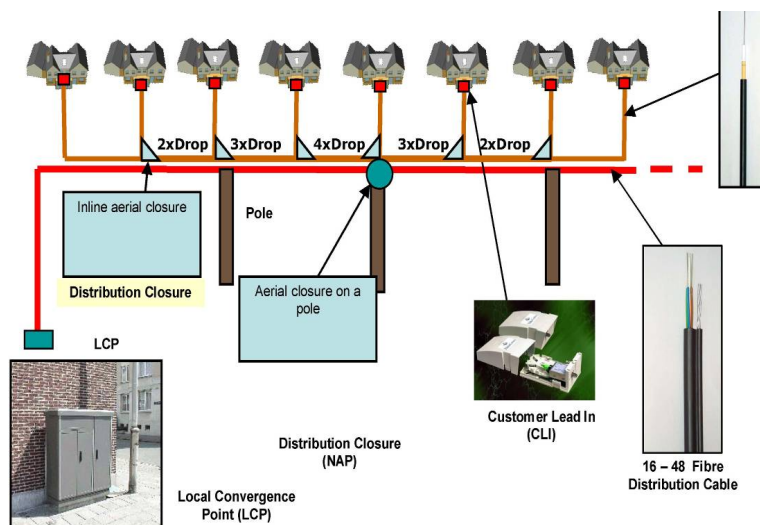 2xDrop
3xDrop
4xDrop
3xDrop
2xDrop
Inline aerial closure
Pole
Distribution Closure
Aerial closure on a
pole
LCP
Customer Lead In
(CLI)
Distribution Closure
(NAP)
16 – 48 Fibre
Distribution Cable
Local Convergence
Point (LCP)